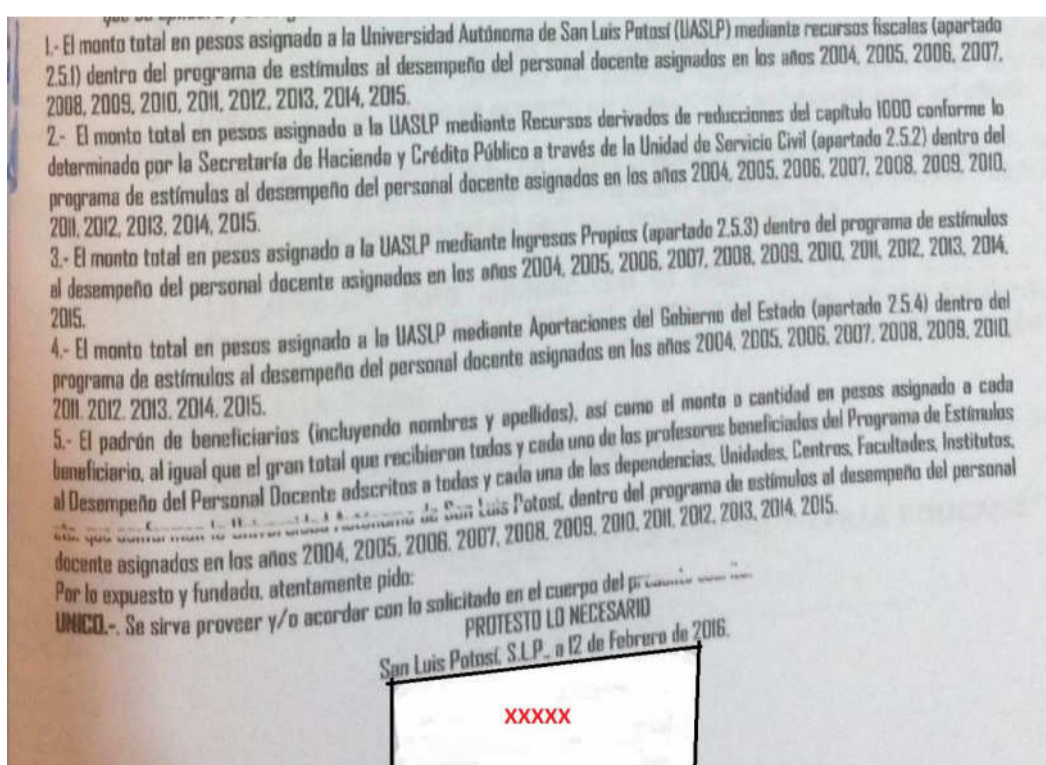 1.- El monto total en pesos asignado a la Universidad Autónoma de San Luis Potosí (UASLP) mediante recursos fiscales (apartado
2.5.1) dentro del programa de estímulos al desempeño del personal docente asignados en los años 2004, 2005, 2006, 2007,
2008, 2009, 2010, 2011, 2012, 2013, 2014, 2015.
2.- El monto total en pesos asignado a la UASLP mediante Recursos derivados de reducciones del capítulo 1000 conforme lo
determinado por la Secretaría de Hacienda y Crédito Público a través de la Unidad de Servicio Civil (apartado 2.5.2) dentro del
programa de estímulos al desempeño del personal docente asignados en los años 2004, 2005, 2006, 2007, 2008, 2009, 2010,
2011, 2012, 2013, 2014, 2015.
3.- El monto total en pesos asignado a la UASLP mediante Ingresos Propios (apartado 2.5.3) dentro del programa de estímulos
al desempeño del personal docente asignados en los años 2004, 2005, 2006, 2007, 2008, 2009, 2010, 2011, 2012, 2013, 2014,
2015.
4.- El monto total en pesos asignado a la UASLP mediante Aportaciones del Gobierno del Estado (apartado 2.5.4) dentro del
programa de estímulos al desempeño del personal docente asignados en los años 2004, 2005, 2006, 2007, 2008, 2009, 2010,
2011. 2012. 2013. 2014. 2015.
5.- El padrón de beneficiarios (incluyendo nombres y apellidos), así como el monto o cantidad en pesos asignado a cada
beneficiario, al igual que el gran total que recibieron todos y cada uno de los profesores beneficiados del Programa de Estímulos
al Desempeño del Personal Docente adscritos a todas y cada una de las dependencias, Unidades, Centros, Facultades, Institutos,
de San Luis Potosí, dentro del programa de estímulos al desempeño del personal
docente asignados en los años 2004, 2005, 2006, 2007, 2008, 2009, 2010, 2011, 2012, 2013, 2014, 2015.
Por lo expuesto y fundado, atentamente pido:
UNICO.-. Se sirva proveer y/o acordar con lo solicitado en el cuerpo del
PROTESTO LO NECESARIO
San Luis Potosí, S.L.P., a 12 de Febrero de 2016.
XXXXX